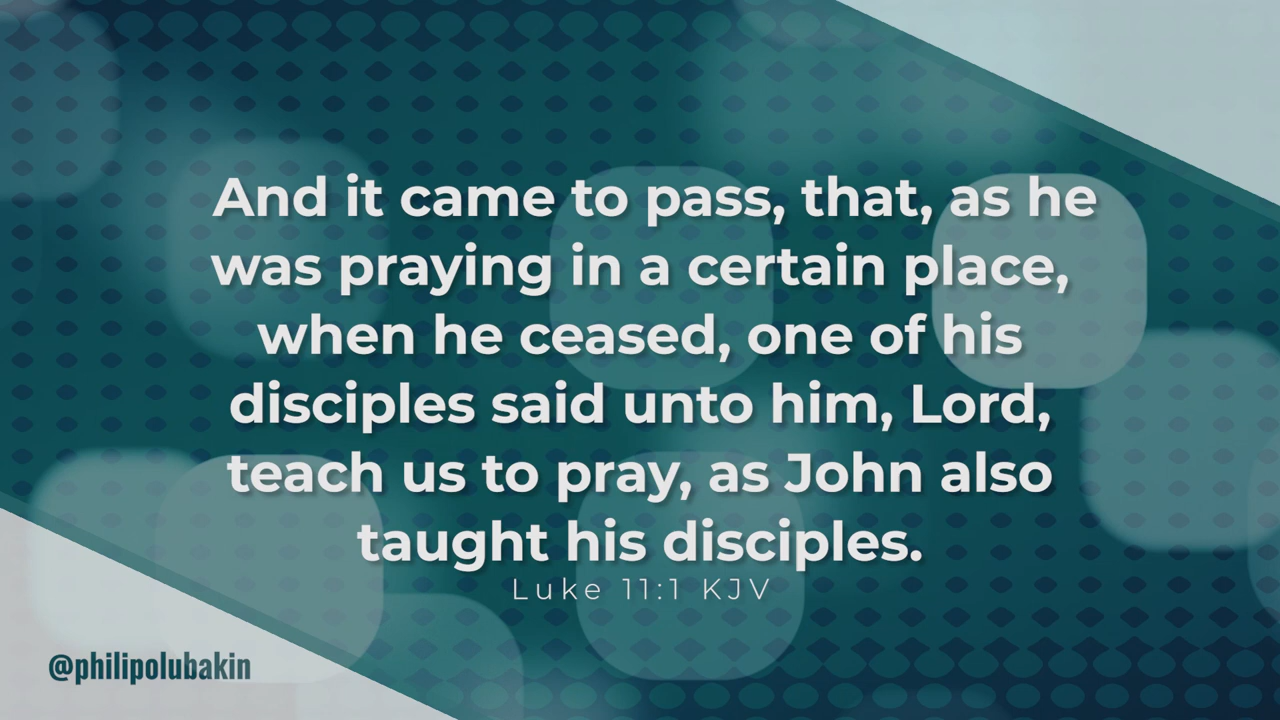 And it came to pass, that, as he
was praying in a certain place,
when he ceased, one of his
disciples said unto him, Lord,
teach us to pray, as John also
taught his disciples.
Luke 11:1 KJV
@philipolubakin